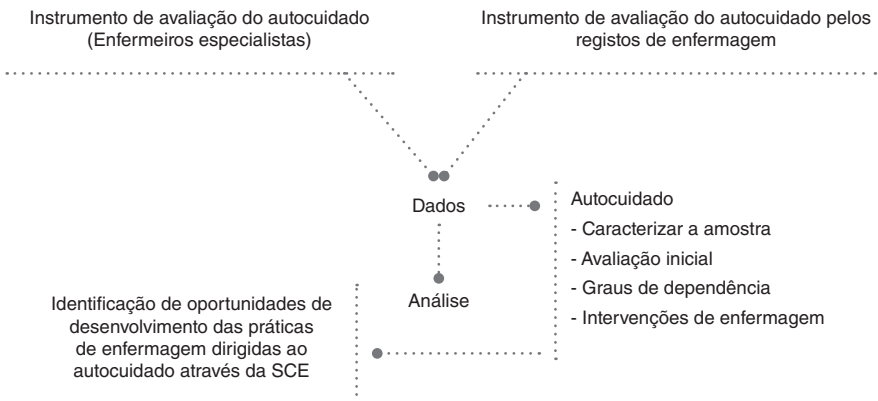 Instrumento de avaliação do autocuidado
(Enfermeiros especialistas)
Instrumento de avaliação do autocuidado pelos
registos de enfermagem
Dados
Autocuidado
- Caracterizar a amostra
- Avaliação inicial
- Graus de dependência
- Intervenções de enfermagem
Análise
Identificação de oportunidades de
desenvolvimento das práticas
de enfermagem dirigidas ao
autocuidado através da SCE